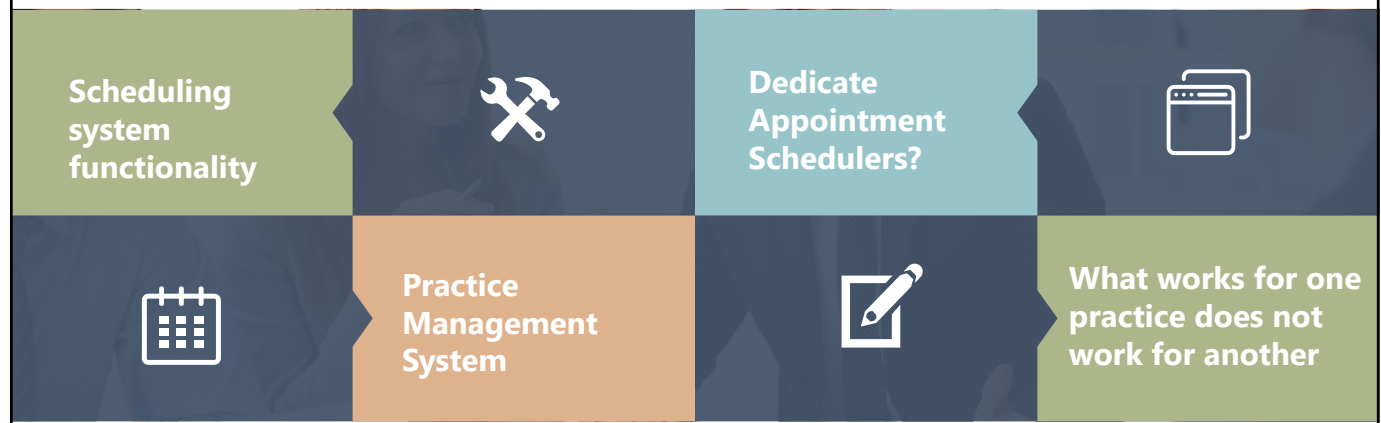 Scheduling
system
functionality
Dedicate
Appointment
Schedulers?
Practice
Management
System
What works for one
practice does not
work for another